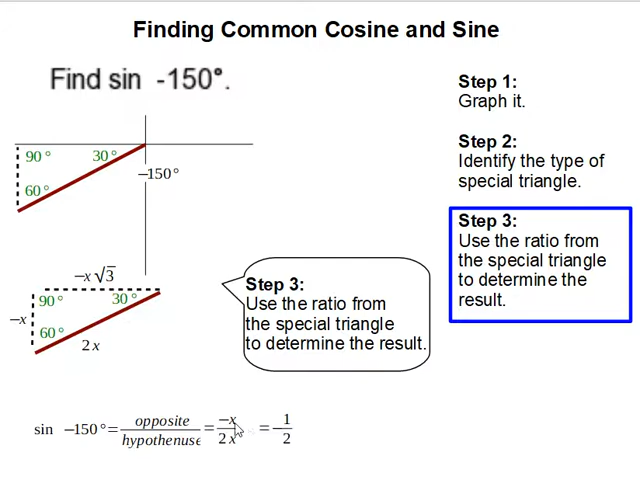 Finding Common Cosine and Sine
Find sin -150°.
Step 1:
Graph it.
Step 2:
Identify the type of
special triangle.
Step 3:
Use the ratio from
the special triangle
to determine the
result.
90°
30°
60°
−150°
−x√3
90°
30°
−x
60°
2x
Step 3:
Use the ratio from
the special triangle
to determine the result.
sin −150°= opposite/hypothenuse = −x/2x = −1/2